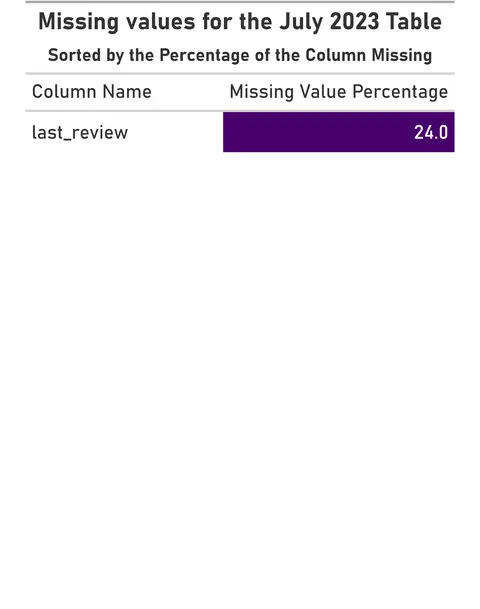 Missing values for the July 2023 Table
Sorted by the Percentage of the Column Missing
Column Name Missing Value Percentage
last_review 24.0